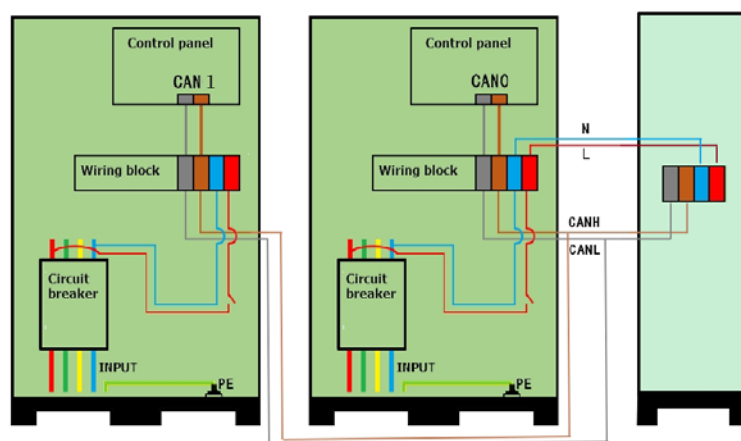 Control panel
CAN 1
Wiring block
Circuit
breaker
INPUT
PE
Control panel
CAN0
Wiring block
Circuit
breaker
INPUT
PE
N
L
CANH
CANL